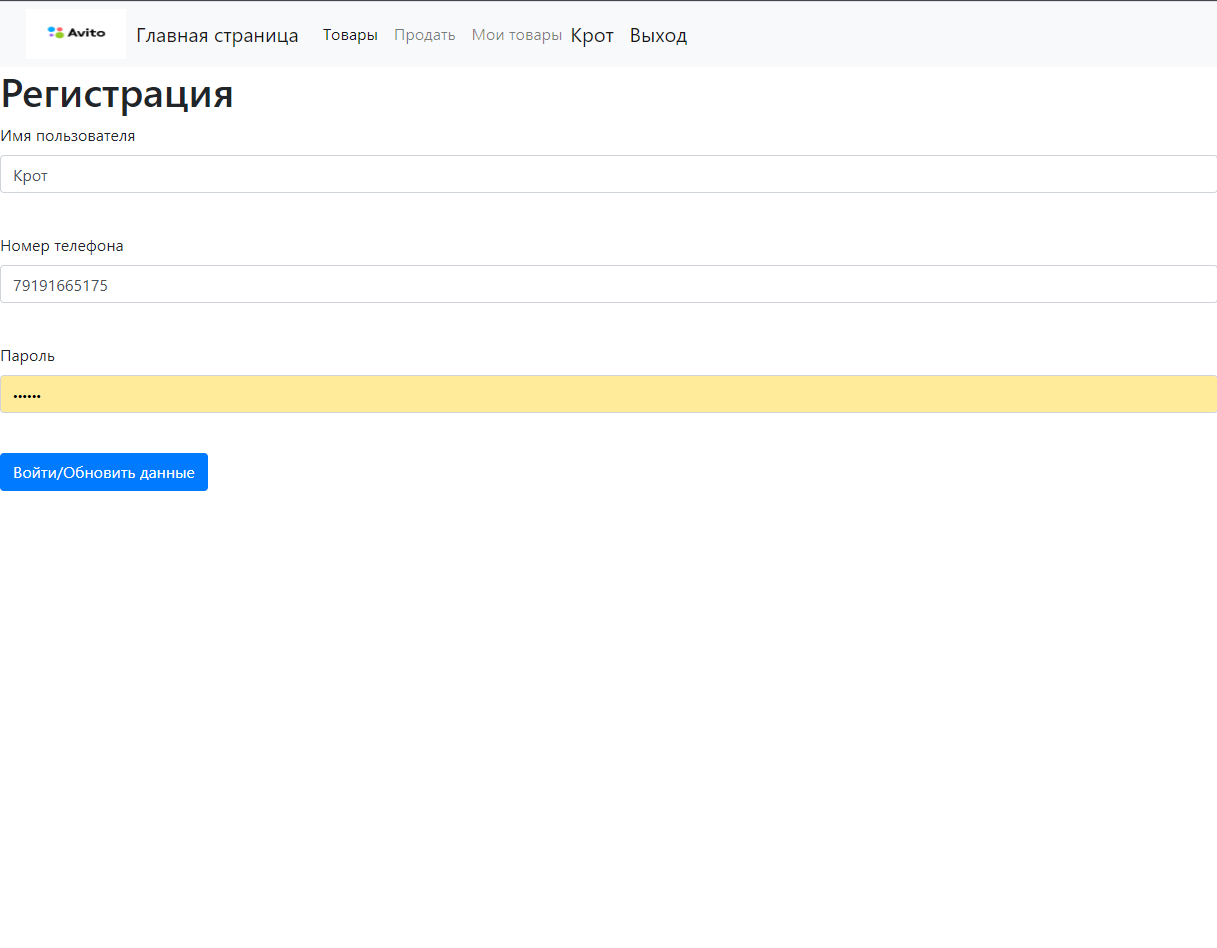 Avito Главная страница Товары Продать Мои товары Крот Выход
Регистрация
Имя пользователя
Крот
Номер телефона
79191665175
Пароль
••••••
Войти/Обновить данные